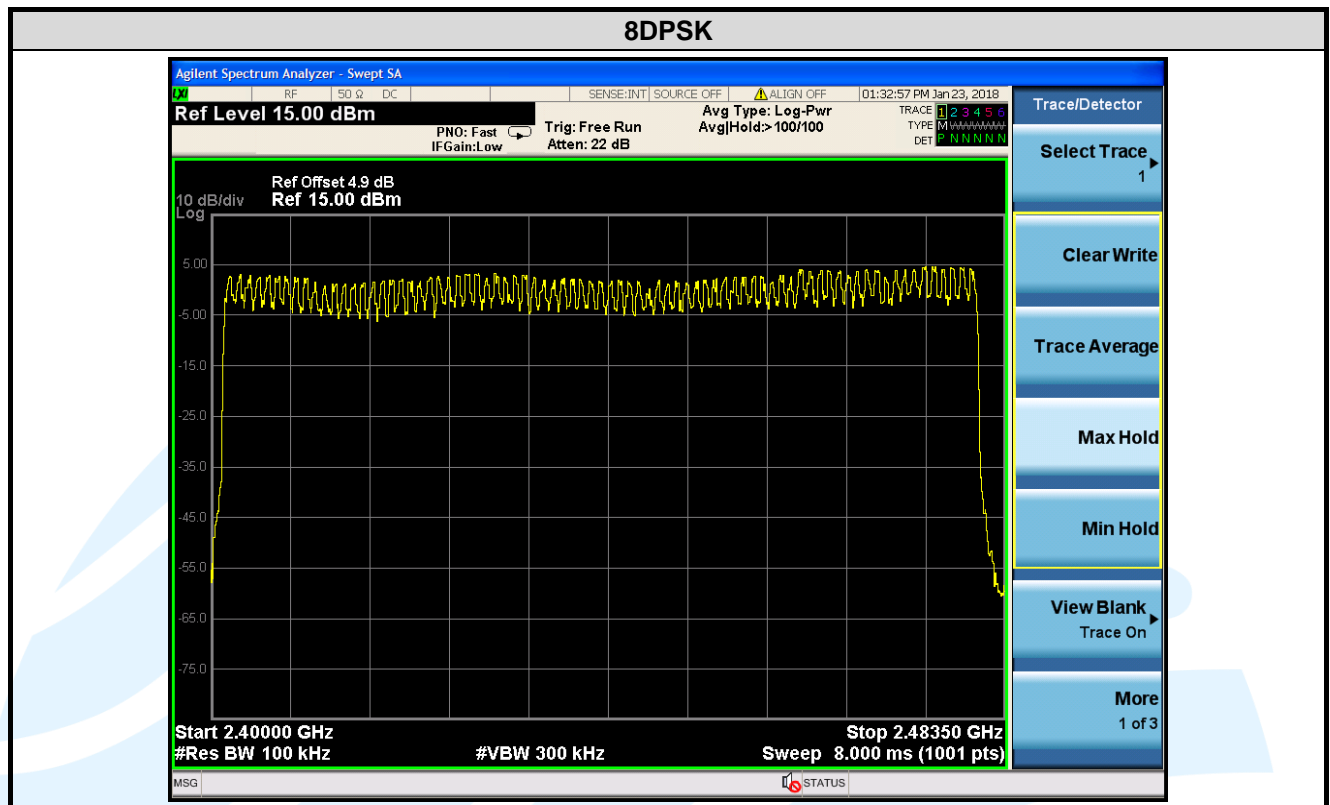 8DPSK
Agilent Spectrum Analyzer - Swept SA
LXI RF 50 Ω DC SENSE:INT SOURCE OFF ALIGN OFF 01:32:57 PM Jan 23, 2018
Ref Level 15.00 dBm
PNO: Fast
IFGain:Low
Trig: Free Run
Atten: 22 dB
Avg Type: Log-Pwr
Avg|Hold:>100/100
TRACE 1 2 3 4 5 6
TYPE M
DET P N N N N N
Ref Offset 4.9 dB
10 dB/div Ref 15.00 dBm
Log
5.00
-5.00
-15.0
-25.0
-35.0
-45.0
-55.0
-65.0
-75.0
Start 2.40000 GHz Stop 2.48350 GHz
#Res BW 100 kHz #VBW 300 kHz Sweep 8.000 ms (1001 pts)
MSG STATUS
Trace/Detector
Select Trace
1
Clear Write
Trace Average
Max Hold
Min Hold
View Blank
Trace On
More
1 of 3